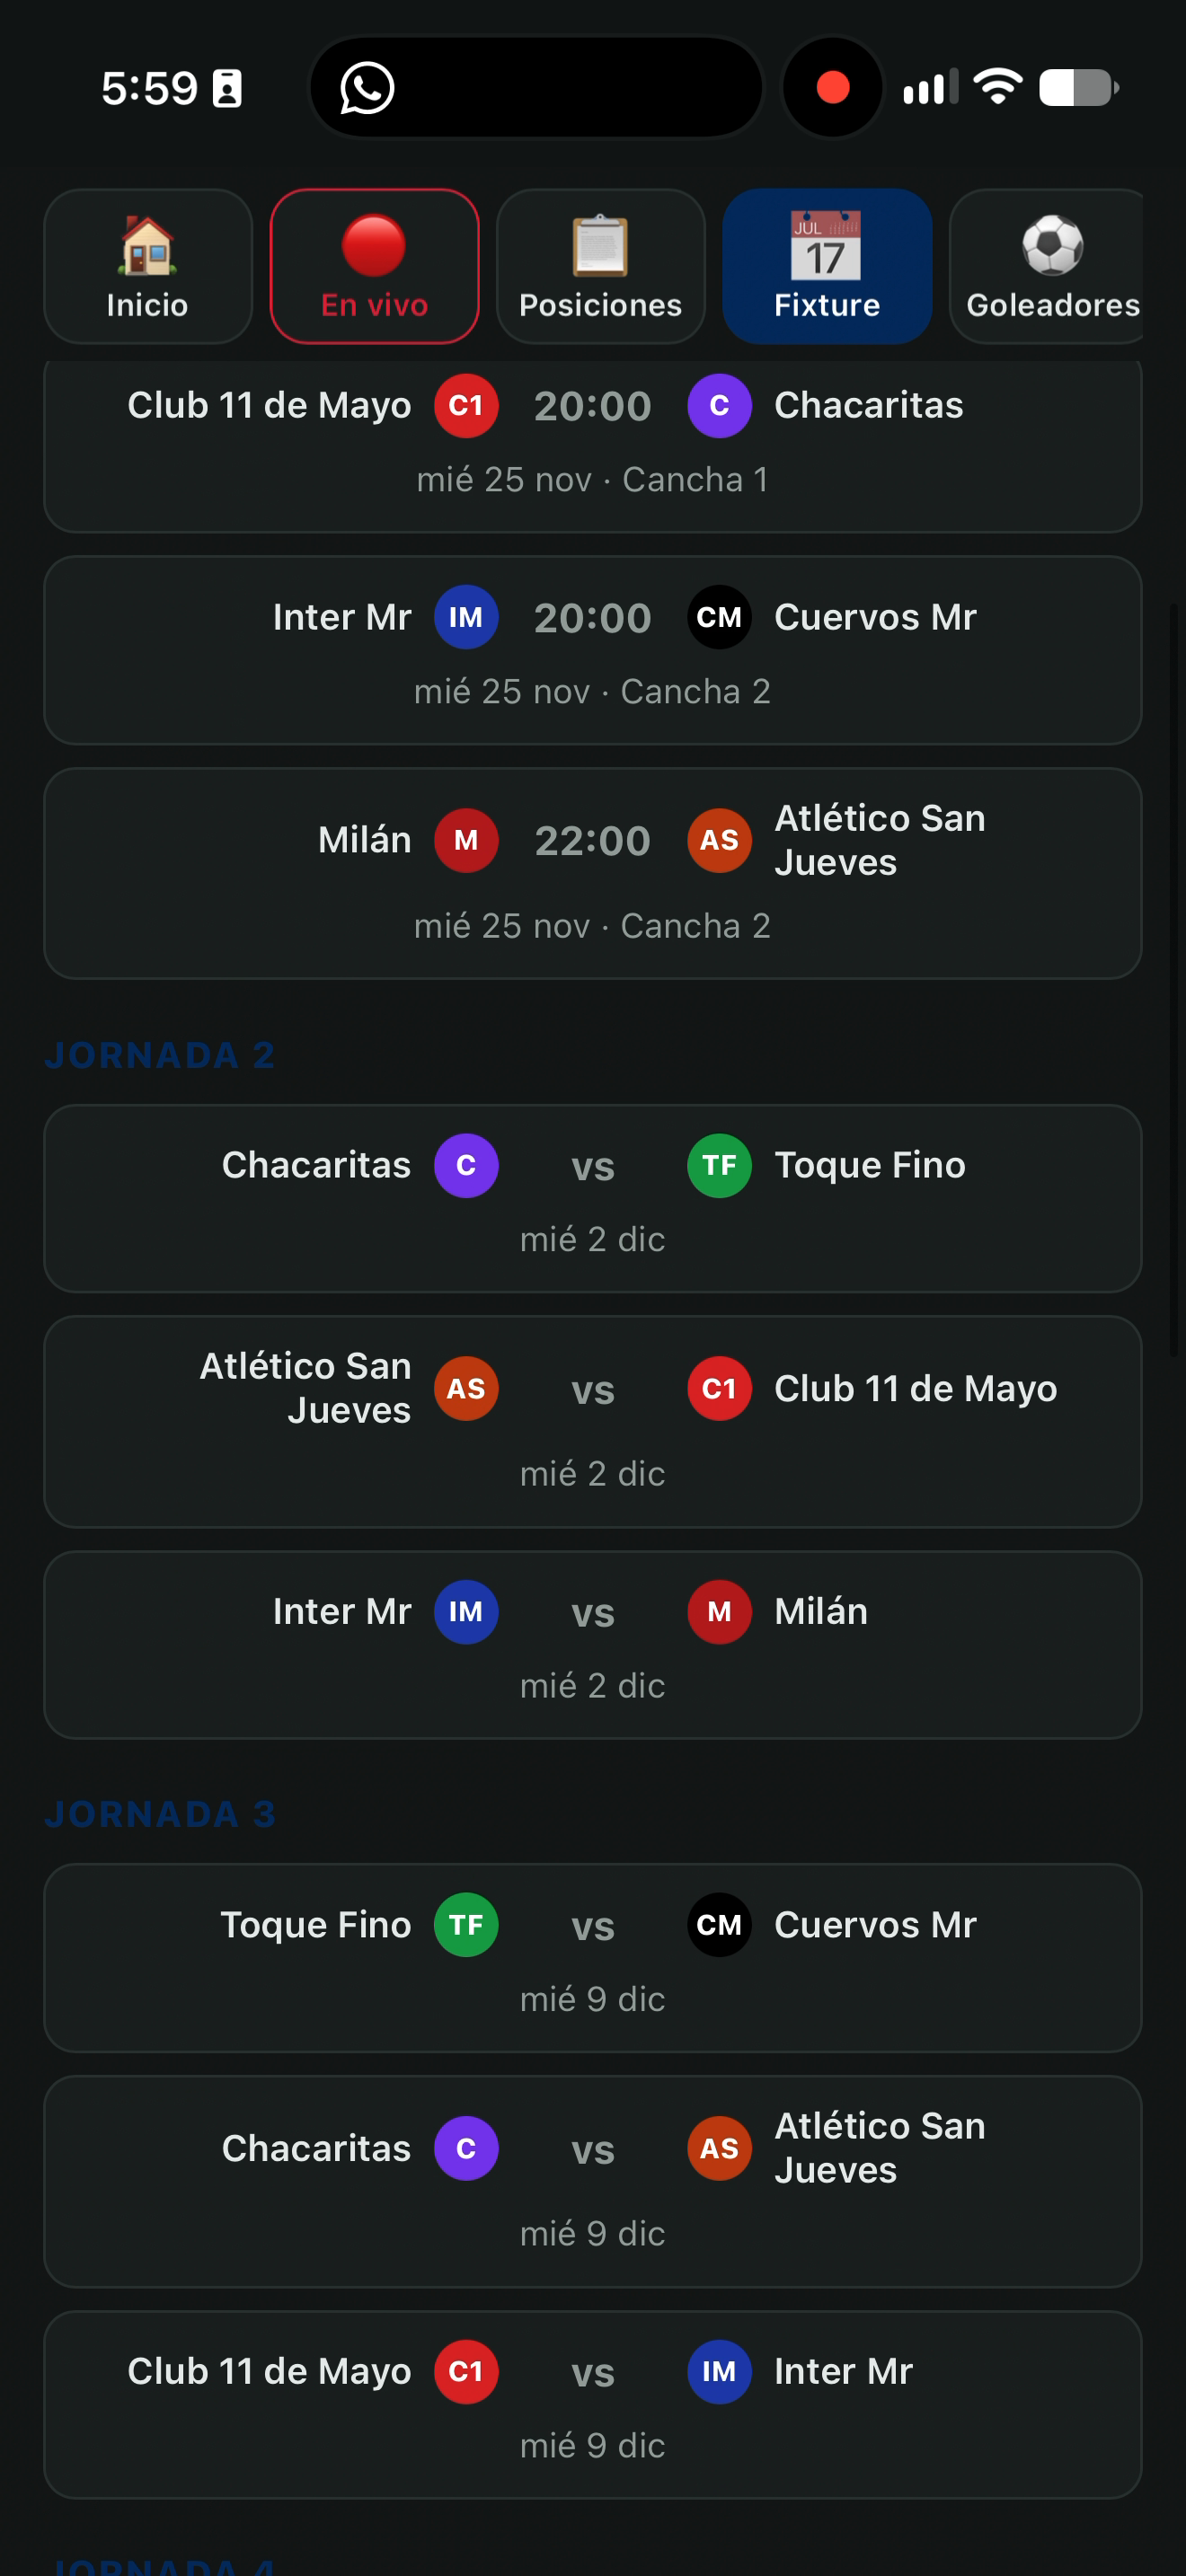 5:59
JUL
17
Inicio
En vivo
Posiciones
Fixture
Goleadores
Club 11 de Mayo C1 20:00 C Chacaritas
mié 25 nov · Cancha 1
Inter Mr IM 20:00 CM Cuervos Mr
mié 25 nov · Cancha 2
Milán M 22:00 AS Atlético San
Jueves
mié 25 nov · Cancha 2
JORNADA 2
Chacaritas C vs TF Toque Fino
mié 2 dic
Atlético San
Jueves AS vs C1 Club 11 de Mayo
mié 2 dic
Inter Mr IM vs M Milán
mié 2 dic
JORNADA 3
Toque Fino TF vs CM Cuervos Mr
mié 9 dic
Chacaritas C vs AS Atlético San
Jueves
mié 9 dic
Club 11 de Mayo C1 vs IM Inter Mr
mié 9 dic
JORNADA 4